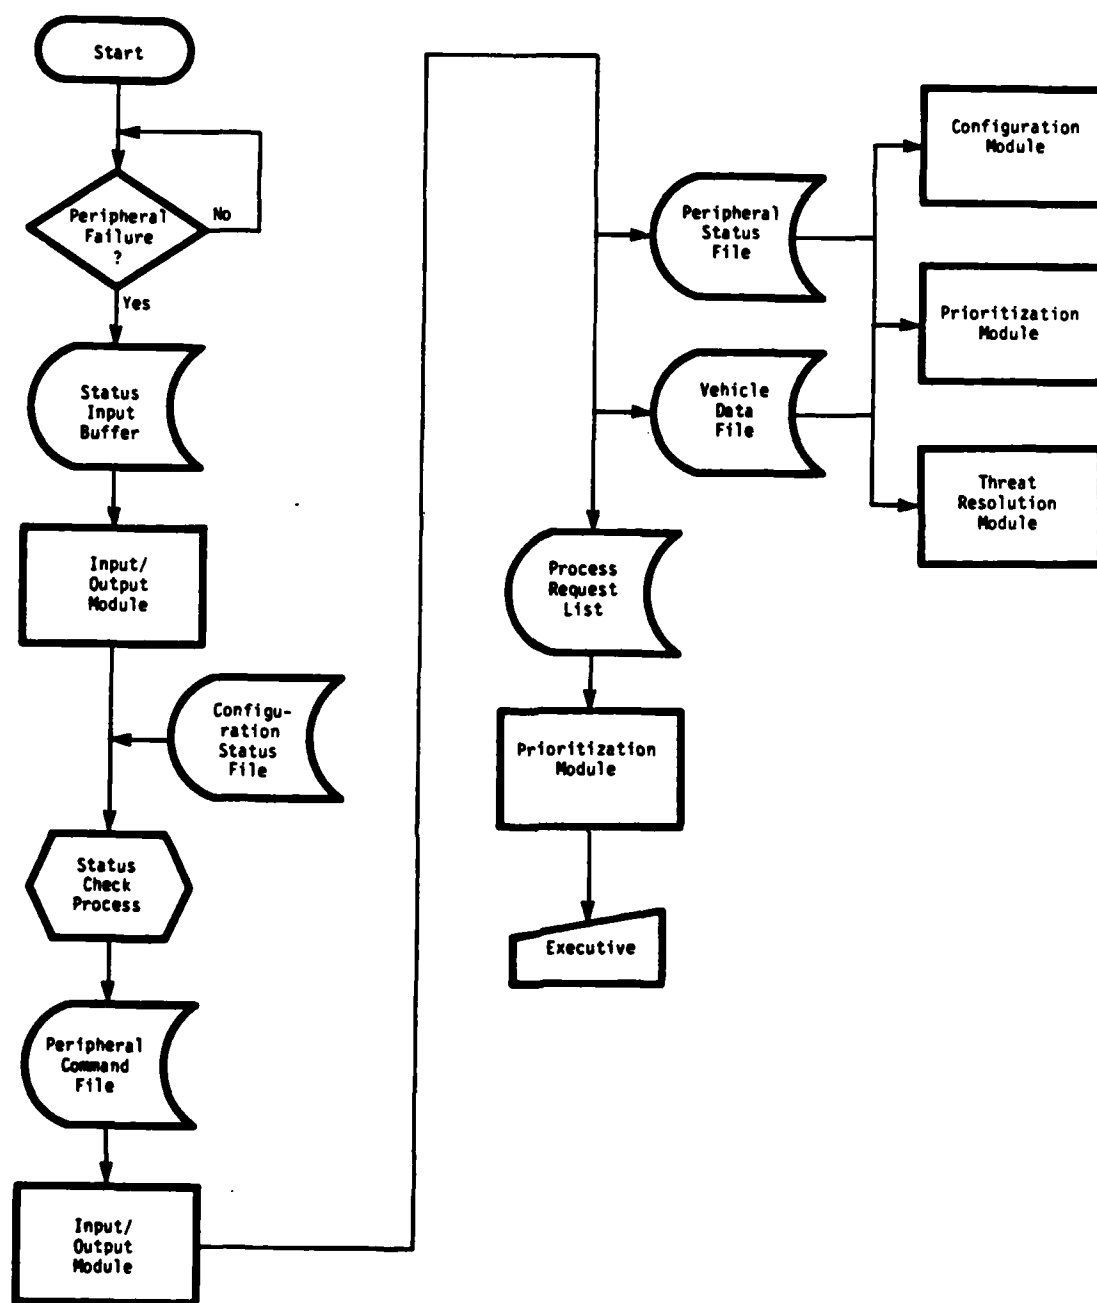 Start
Peripheral
Failure
?
No
Yes
Status
Input
Buffer
Input/
Output
Module
Configu-
ration
Status
File
Status
Check
Process
Peripheral
Command
File
Input/
Output
Module
Peripheral
Status
File
Vehicle
Data
File
Process
Request
List
Prioritization
Module
Executive
Configuration
Module
Prioritization
Module
Threat
Resolution
Module